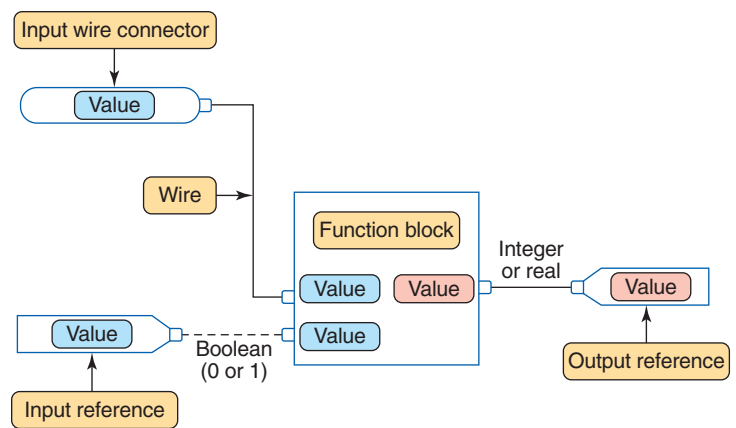 Input wire connector
Value
Wire
Function block
Value
Value
Value
Integer
or real
Value
Output reference
Value
Boolean
(0 or 1)
Input reference